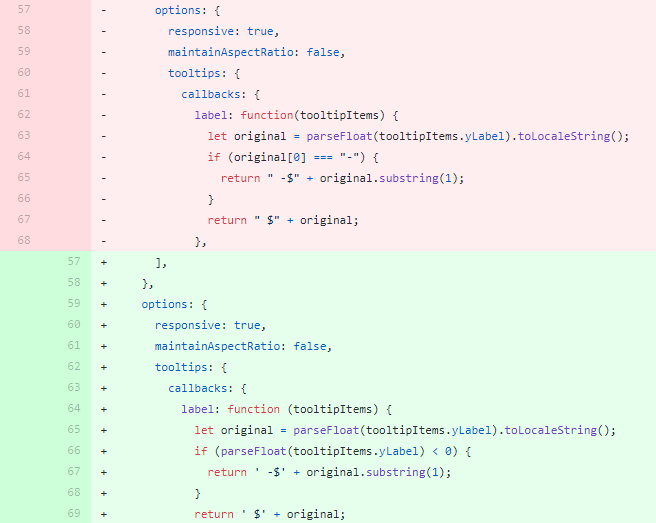 57 - options: {
58 - responsive: true,
59 - maintainAspectRatio: false,
60 - tooltips: {
61 - callbacks: {
62 - label: function(tooltipItems) {
63 - let original = parseFloat(tooltipItems.yLabel).toLocaleString();
64 - if (original[0] === "-") {
65 - return " -$" + original.substring(1);
66 - }
67 - return " $" + original;
68 - },
57 + ],
58 + },
59 + options: {
60 + responsive: true,
61 + maintainAspectRatio: false,
62 + tooltips: {
63 + callbacks: {
64 + label: function (tooltipItems) {
65 + let original = parseFloat(tooltipItems.yLabel).toLocaleString();
66 + if (parseFloat(tooltipItems.yLabel) < 0) {
67 + return ' -$' + original.substring(1);
68 + }
69 + return ' $' + original;